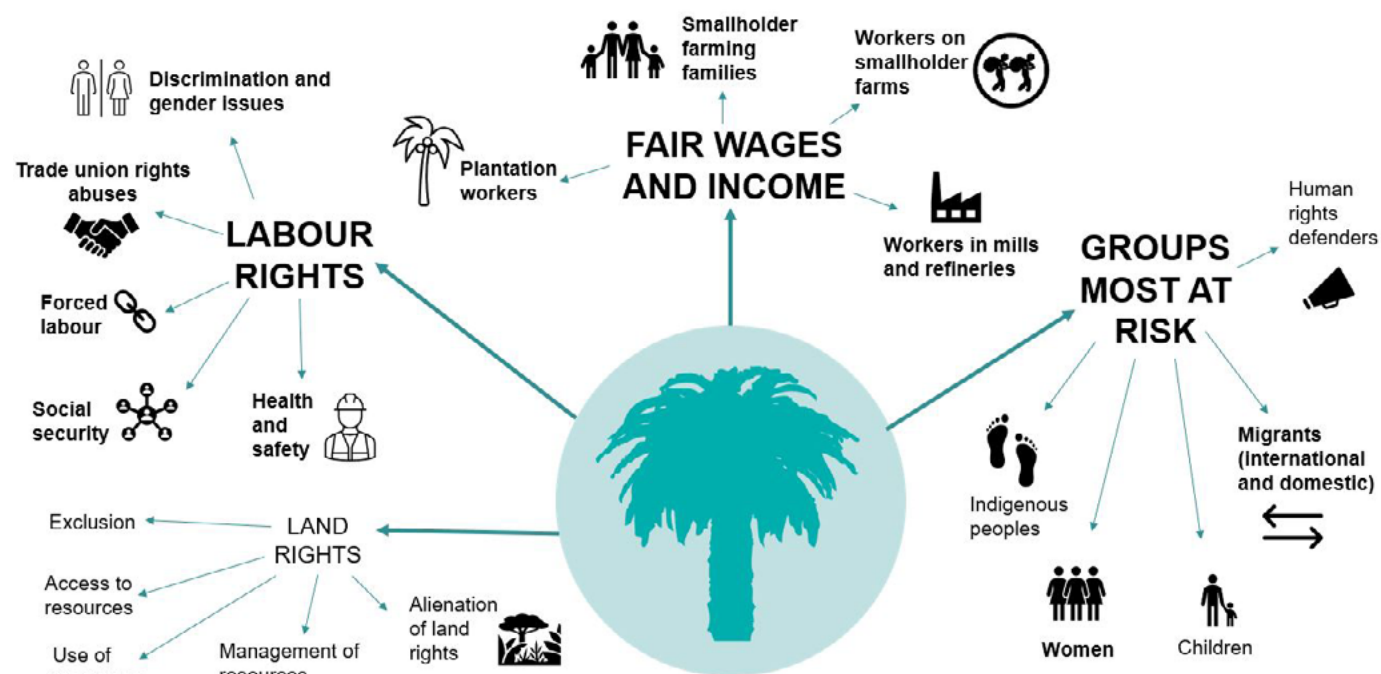 Discrimination and
gender issues
Trade union rights
abuses
LABOUR
RIGHTS
Forced
labour
Social
security
Health
and
safety
Smallholder
farming
families
Workers on
smallholder
farms
FAIR WAGES
AND INCOME
Plantation
workers
Workers in mills
and refineries
GROUPS
MOST AT
RISK
Human
rights
defenders
Indigenous
peoples
Women
Children
Migrants
(international
and domestic)
LAND
RIGHTS
Exclusion
Access to
resources
Use of
Management of
resources
Alienation
of land
rights